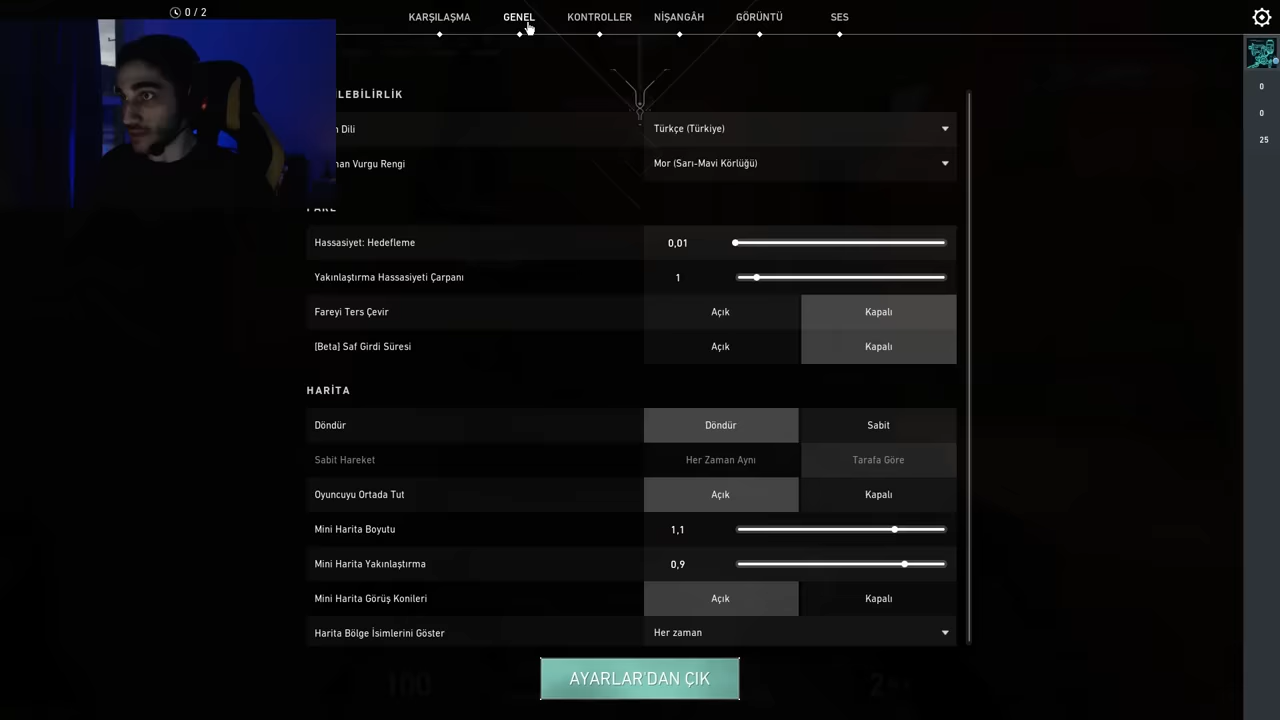 0 / 2
KARŞILAŞMA GENEL KONTROLLER NİŞANGÂH GÖRÜNTÜ SES
LEBİLİRLİK
Dili Türkçe (Türkiye)
Vurgu Rengi Mor (Sarı-Mavi Körlüğü)
Hassasiyet: Hedefleme 0,01
Yakınlaştırma Hassasiyeti Çarpanı 1
Fareyi Ters Çevir Açık Kapalı
[Beta] Saf Girdi Süresi Açık Kapalı
HARİTA
Döndür Döndür Sabit
Sabit Hareket Her Zaman Aynı Tarafa Göre
Oyuncuyu Ortada Tut Açık Kapalı
Mini Harita Boyutu 1,1
Mini Harita Yakınlaştırma 0,9
Mini Harita Görüş Konileri Açık Kapalı
Harita Bölge İsimlerini Göster Her zaman
AYARLAR'DAN ÇIK
100
0
0
25